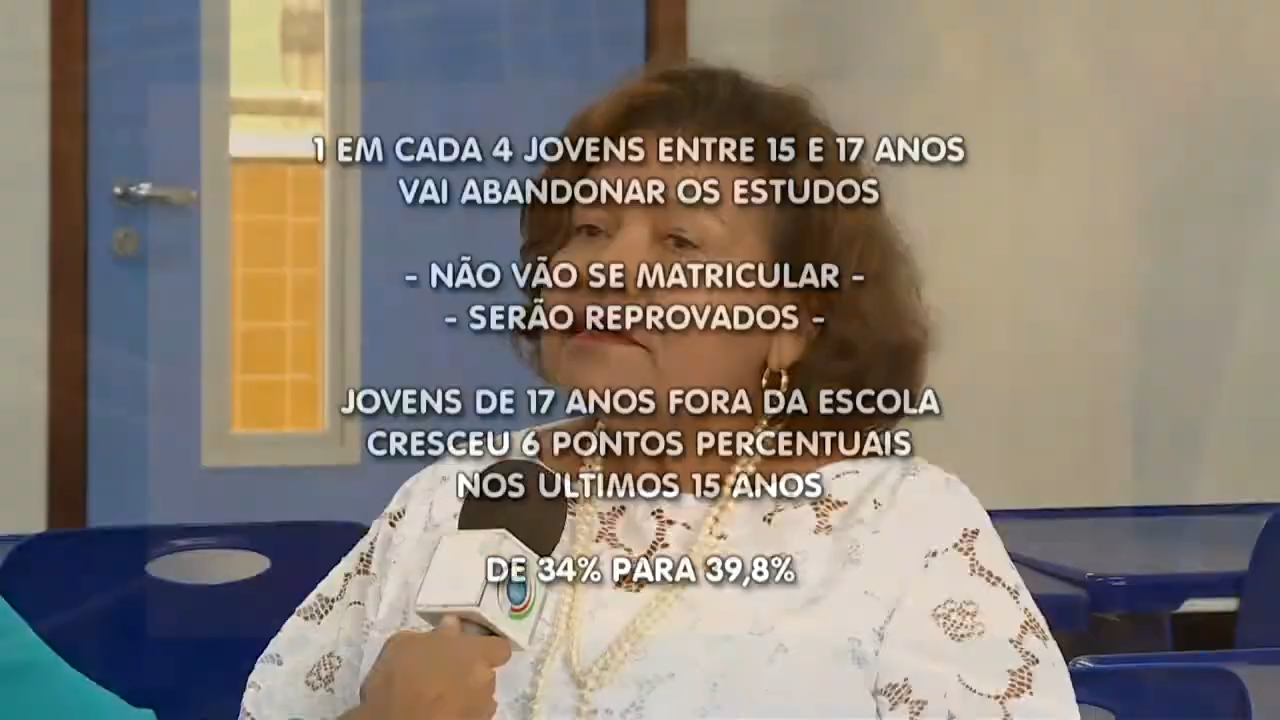 1 EM CADA 4 JOVENS ENTRE 15 E 17 ANOS
VAI ABANDONAR OS ESTUDOS
- NÃO VÃO SE MATRICULAR -
- SERÃO REPROVADOS -
JOVENS DE 17 ANOS FORA DA ESCOLA
CRESCEU 6 PONTOS PERCENTUAIS
NOS ÚLTIMOS 15 ANOS
DE 34% PARA 39,8%